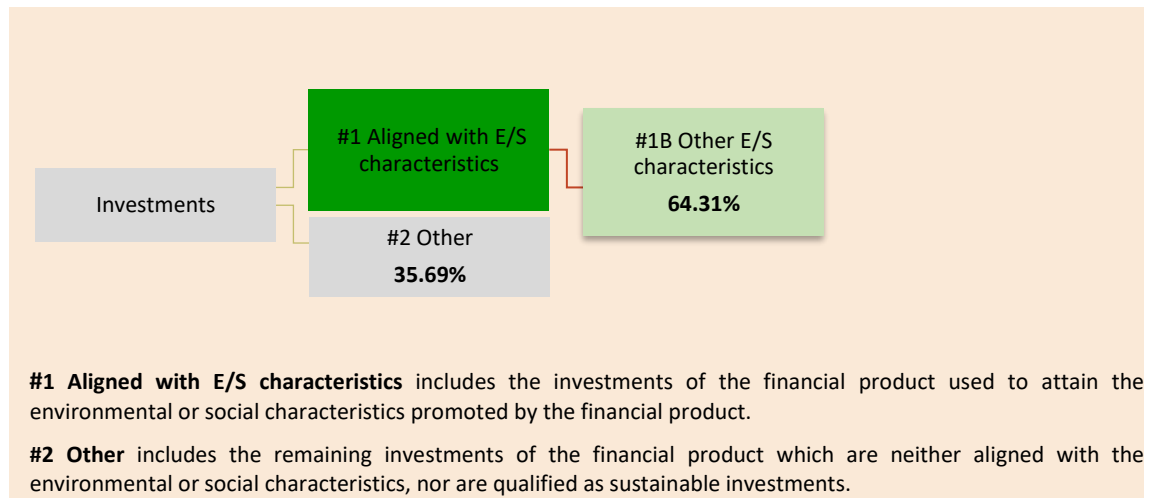 #1 Aligned with E/S
characteristics
#1B Other E/S
characteristics
64.31%
Investments
#2 Other
35.69%
#1 Aligned with E/S characteristics includes the investments of the financial product used to attain the
environmental or social characteristics promoted by the financial product.
#2 Other includes the remaining investments of the financial product which are neither aligned with the
environmental or social characteristics, nor are qualified as sustainable investments.